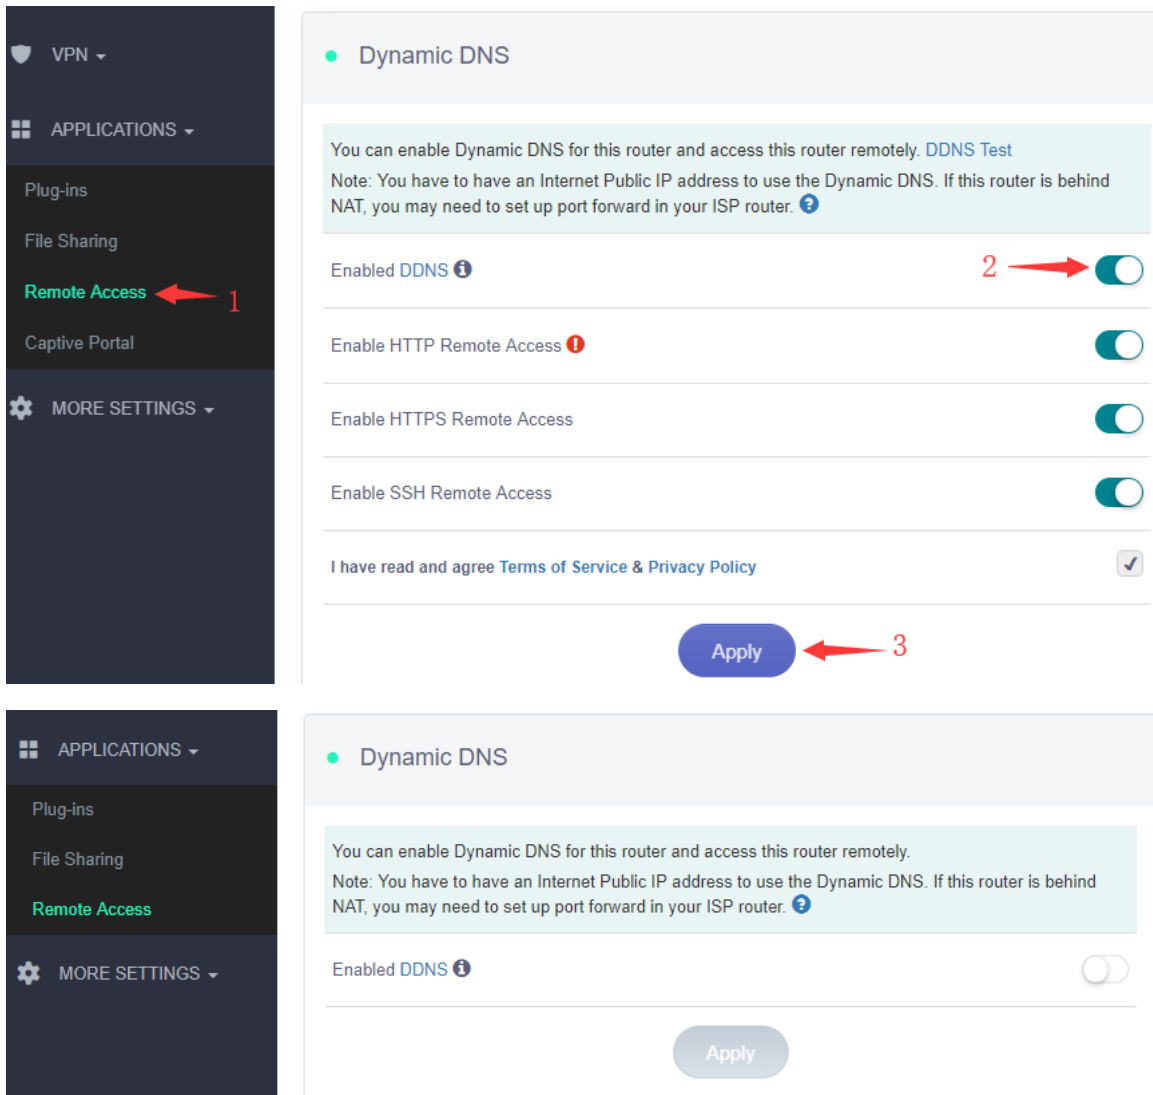 VPN
APPLICATIONS
Plug-ins
File Sharing
Remote Access
1
Captive Portal
MORE SETTINGS
Dynamic DNS
You can enable Dynamic DNS for this router and access this router remotely. DDNS Test
Note: You have to have an Internet Public IP address to use the Dynamic DNS. If this router is behind
NAT, you may need to set up port forward in your ISP router. ?
Enabled DDNS i
2
Enable HTTP Remote Access !
Enable HTTPS Remote Access
Enable SSH Remote Access
I have read and agree Terms of Service & Privacy Policy
Apply
3
APPLICATIONS
Plug-ins
File Sharing
Remote Access
MORE SETTINGS
Dynamic DNS
You can enable Dynamic DNS for this router and access this router remotely.
Note: You have to have an Internet Public IP address to use the Dynamic DNS. If this router is behind
NAT, you may need to set up port forward in your ISP router. ?
Enabled DDNS i
Apply